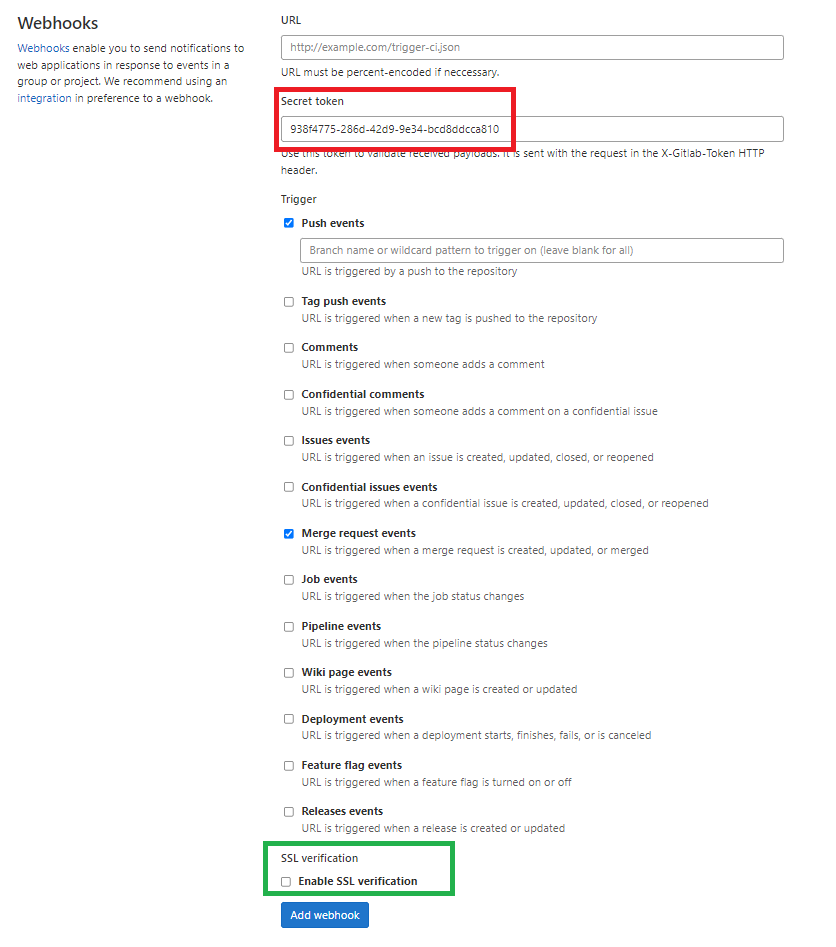 Webhooks
Webhooks enable you to send notifications to
web applications in response to events in a
group or project. We recommend using an
integration in preference to a webhook.
URL
http://example.com/trigger-ci.json
URL must be percent-encoded if neccessary.
Secret token
938f4775-286d-42d9-9e34-bcd8ddcca810
Use this token to validate received payloads. It is sent with the request in the X-Gitlab-Token HTTP
header.
Trigger
Push events
Branch name or wildcard pattern to trigger on (leave blank for all)
URL is triggered by a push to the repository
Tag push events
URL is triggered when a new tag is pushed to the repository
Comments
URL is triggered when someone adds a comment
Confidential comments
URL is triggered when someone adds a comment on a confidential issue
Issues events
URL is triggered when an issue is created, updated, closed, or reopened
Confidential issues events
URL is triggered when a confidential issue is created, updated, closed, or reopened
Merge request events
URL is triggered when a merge request is created, updated, or merged
Job events
URL is triggered when the job status changes
Pipeline events
URL is triggered when the pipeline status changes
Wiki page events
URL is triggered when a wiki page is created or updated
Deployment events
URL is triggered when a deployment starts, finishes, fails, or is canceled
Feature flag events
URL is triggered when a feature flag is turned on or off
Releases events
URL is triggered when a release is created or updated
SSL verification
Enable SSL verification
Add webhook